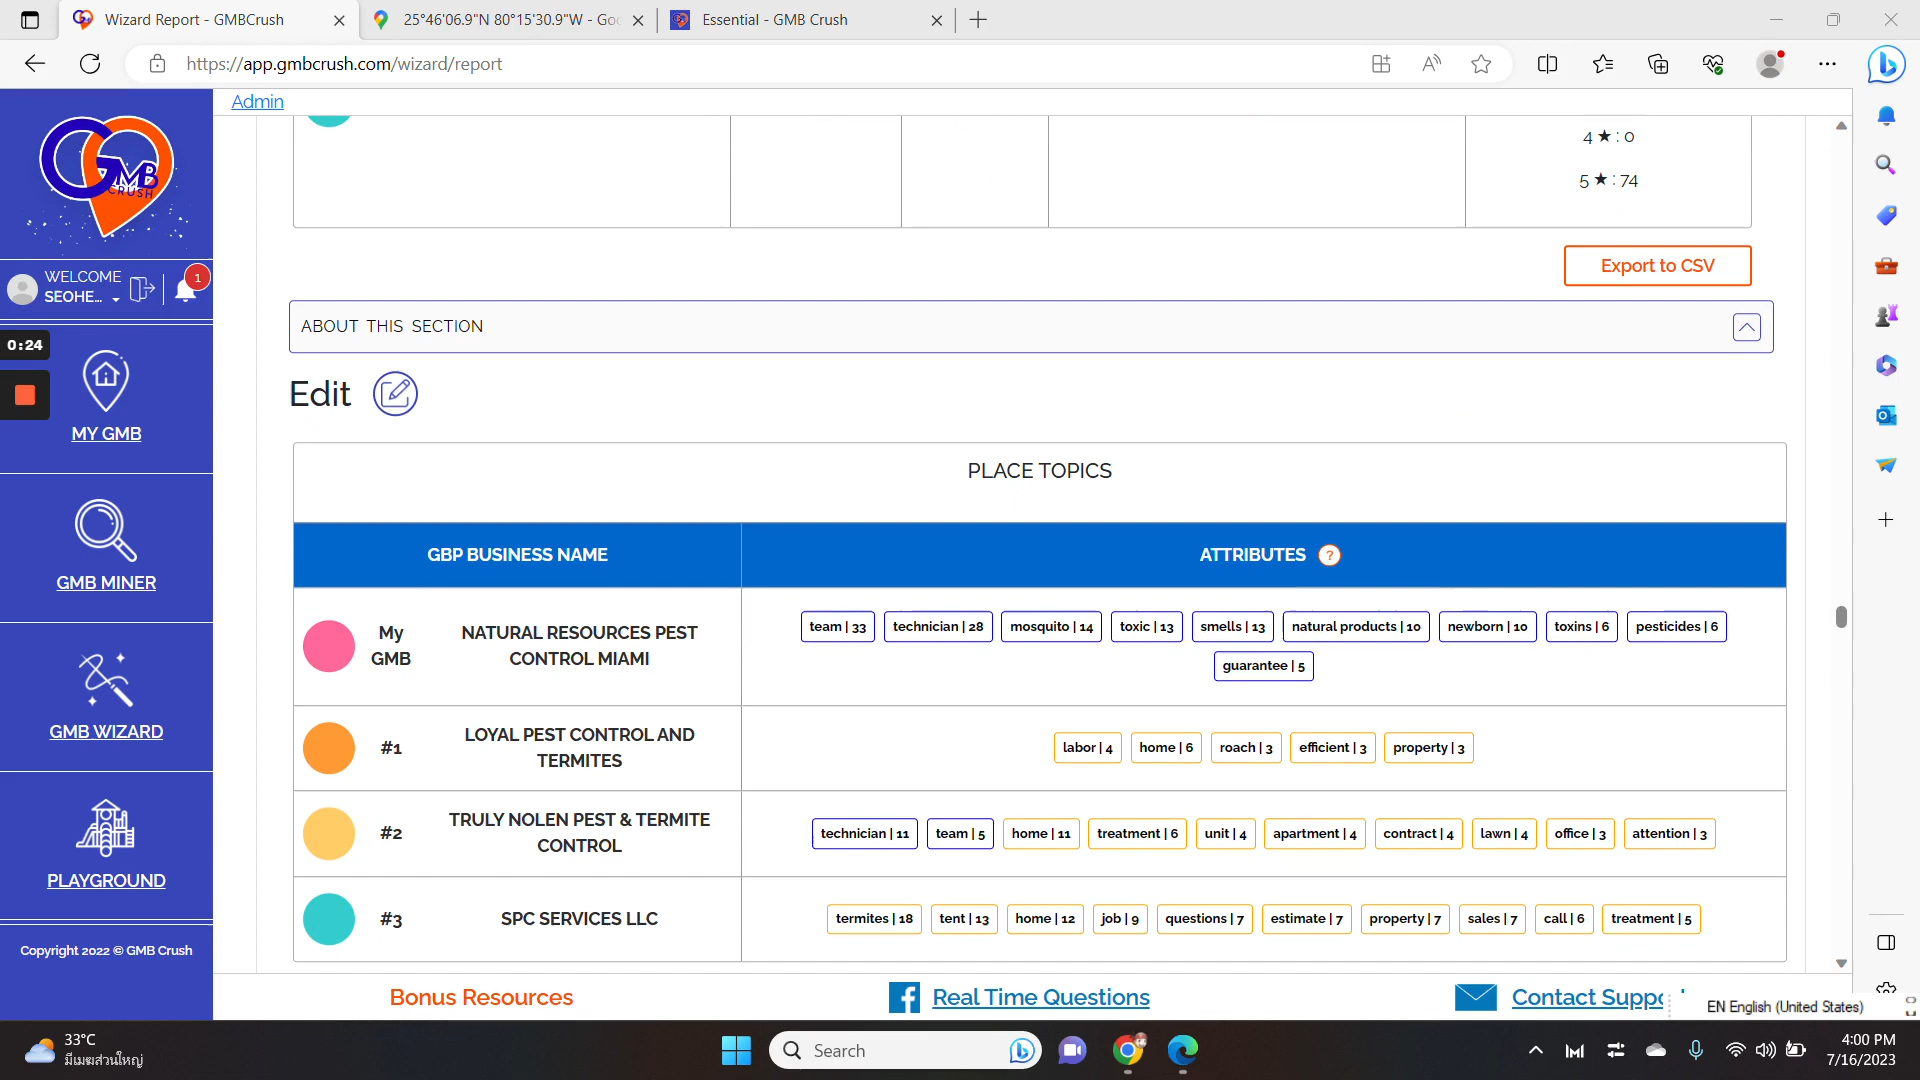 Wizard Report - GMBCrush
25°46'06.9"N 80°15'30.9"W - Goo
Essential - GMB Crush
https://app.gmbcrush.com/wizard/report
Admin
GMB
CRUSH
WELCOME
SEOHE...
1
0:24
MY GMB
GMB MINER
GMB WIZARD
PLAYGROUND
Copyright 2022 © GMB Crush
4 ★ : 0
5 ★ : 74
Export to CSV
ABOUT THIS SECTION
Edit
PLACE TOPICS
GBP BUSINESS NAME ATTRIBUTES ?
My GMB NATURAL RESOURCES PEST CONTROL MIAMI
team | 33 technician | 28 mosquito | 14 toxic | 13 smells | 13 natural products | 10 newborn | 10 toxins | 6 pesticides | 6
guarantee | 5
#1 LOYAL PEST CONTROL AND TERMITES
labor | 4 home | 6 roach | 3 efficient | 3 property | 3
#2 TRULY NOLEN PEST & TERMITE CONTROL
technician | 11 team | 5 home | 11 treatment | 6 unit | 4 apartment | 4 contract | 4 lawn | 4 office | 3 attention | 3
#3 SPC SERVICES LLC
termites | 18 tent | 13 home | 12 job | 9 questions | 7 estimate | 7 property | 7 sales | 7 call | 6 treatment | 5
Bonus Resources
Real Time Questions
Contact Suppo
EN English (United States)
33°C
มีเมฆส่วนใหญ่
Search
4:00 PM
7/16/2023